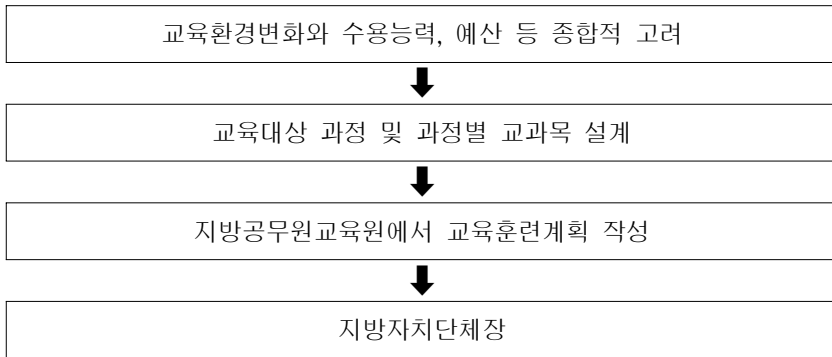 교육환경변화와 수용능력, 예산 등 종합적 고려
교육대상 과정 및 과정별 교과목 설계
지방공무원교육원에서 교육훈련계획 작성
지방자치단체장